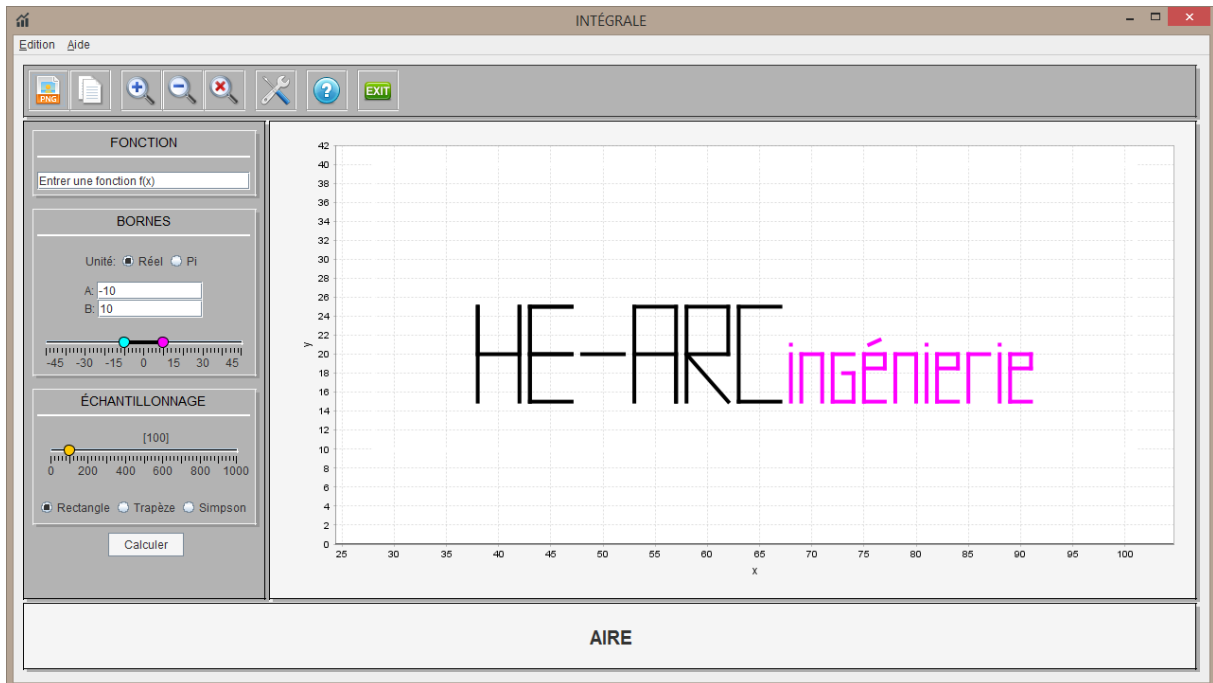 INTÉGRALE
Edition Aide
PNG
EXIT
FONCTION
Entrer une fonction f(x)
BORNES
Unité: Réel Pi
A: -10
B: 10
-45 -30 -15 0 15 30 45
ÉCHANTILLONNAGE
[100]
0 200 400 600 800 1000
Rectangle Trapèze Simpson
Calculer
42
40
38
36
34
32
30
28
26
24
22
20
18
16
14
12
10
8
6
4
2
0
y
HE-ARC ingénierie
25 30 35 40 45 50 55 60 65 70 75 80 85 90 95 100
x
AIRE